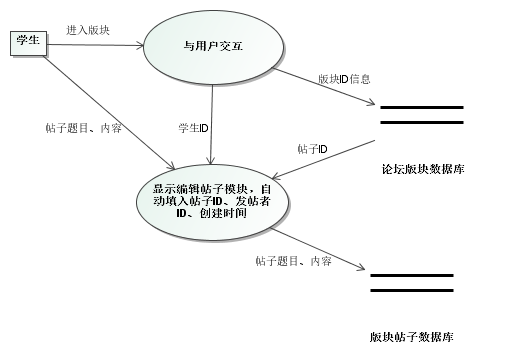 进入版块
学生
与用户交互
版块ID信息
帖子题目、内容
学生ID
帖子ID
论坛版块数据库
显示编辑帖子模块，自
动填入帖子ID、发帖者
ID、创建时间
帖子题目、内容
版块帖子数据库